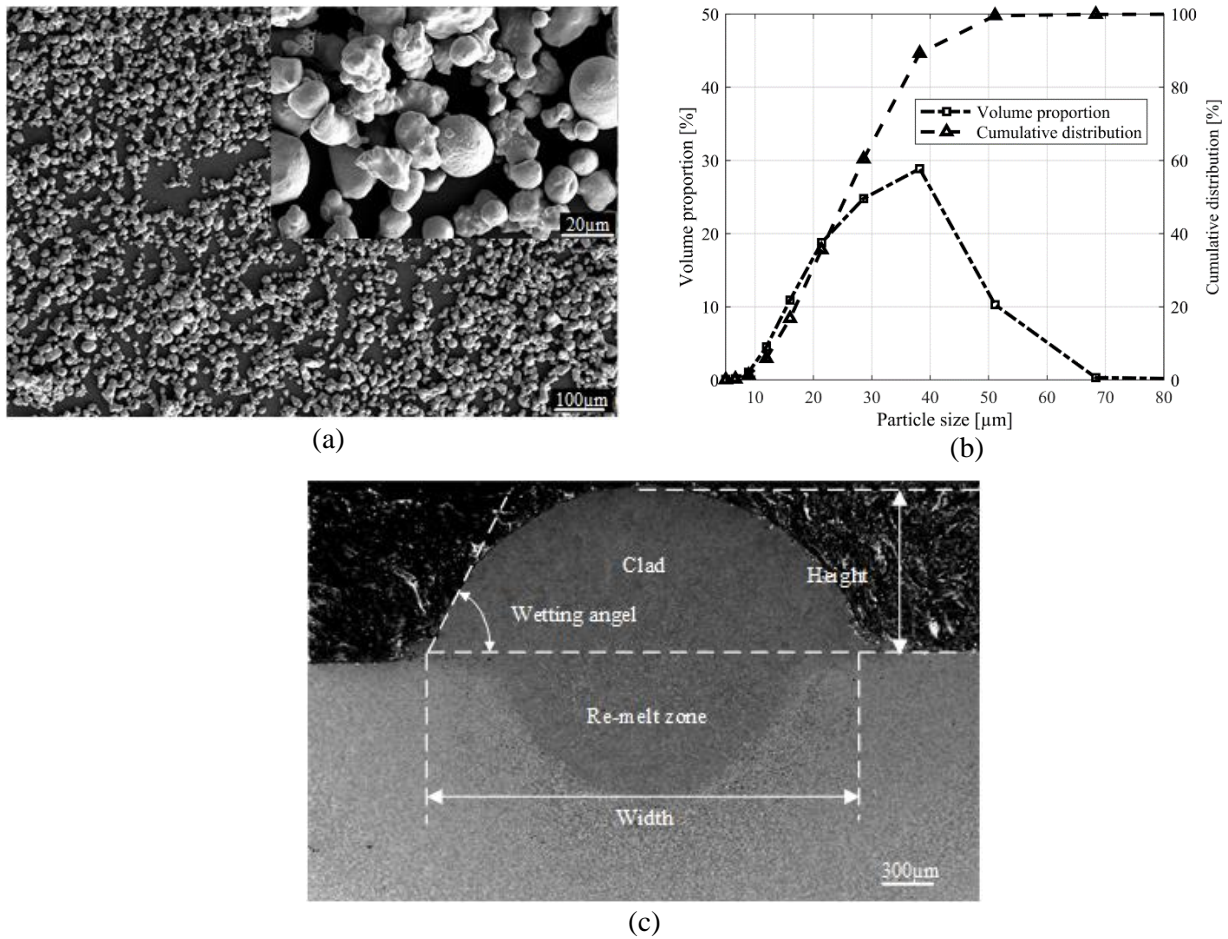 20µm
100µm
(a)
50
40
30
20
10
0
Volume proportion [%]
100
80
60
40
20
0
Cumulative distribution [%]
Volume proportion
Cumulative distribution
10 20 30 40 50 60 70 80
Particle size [µm]
(b)
Clad
Height
Wetting angel
Re-melt zone
Width
300µm
(c)